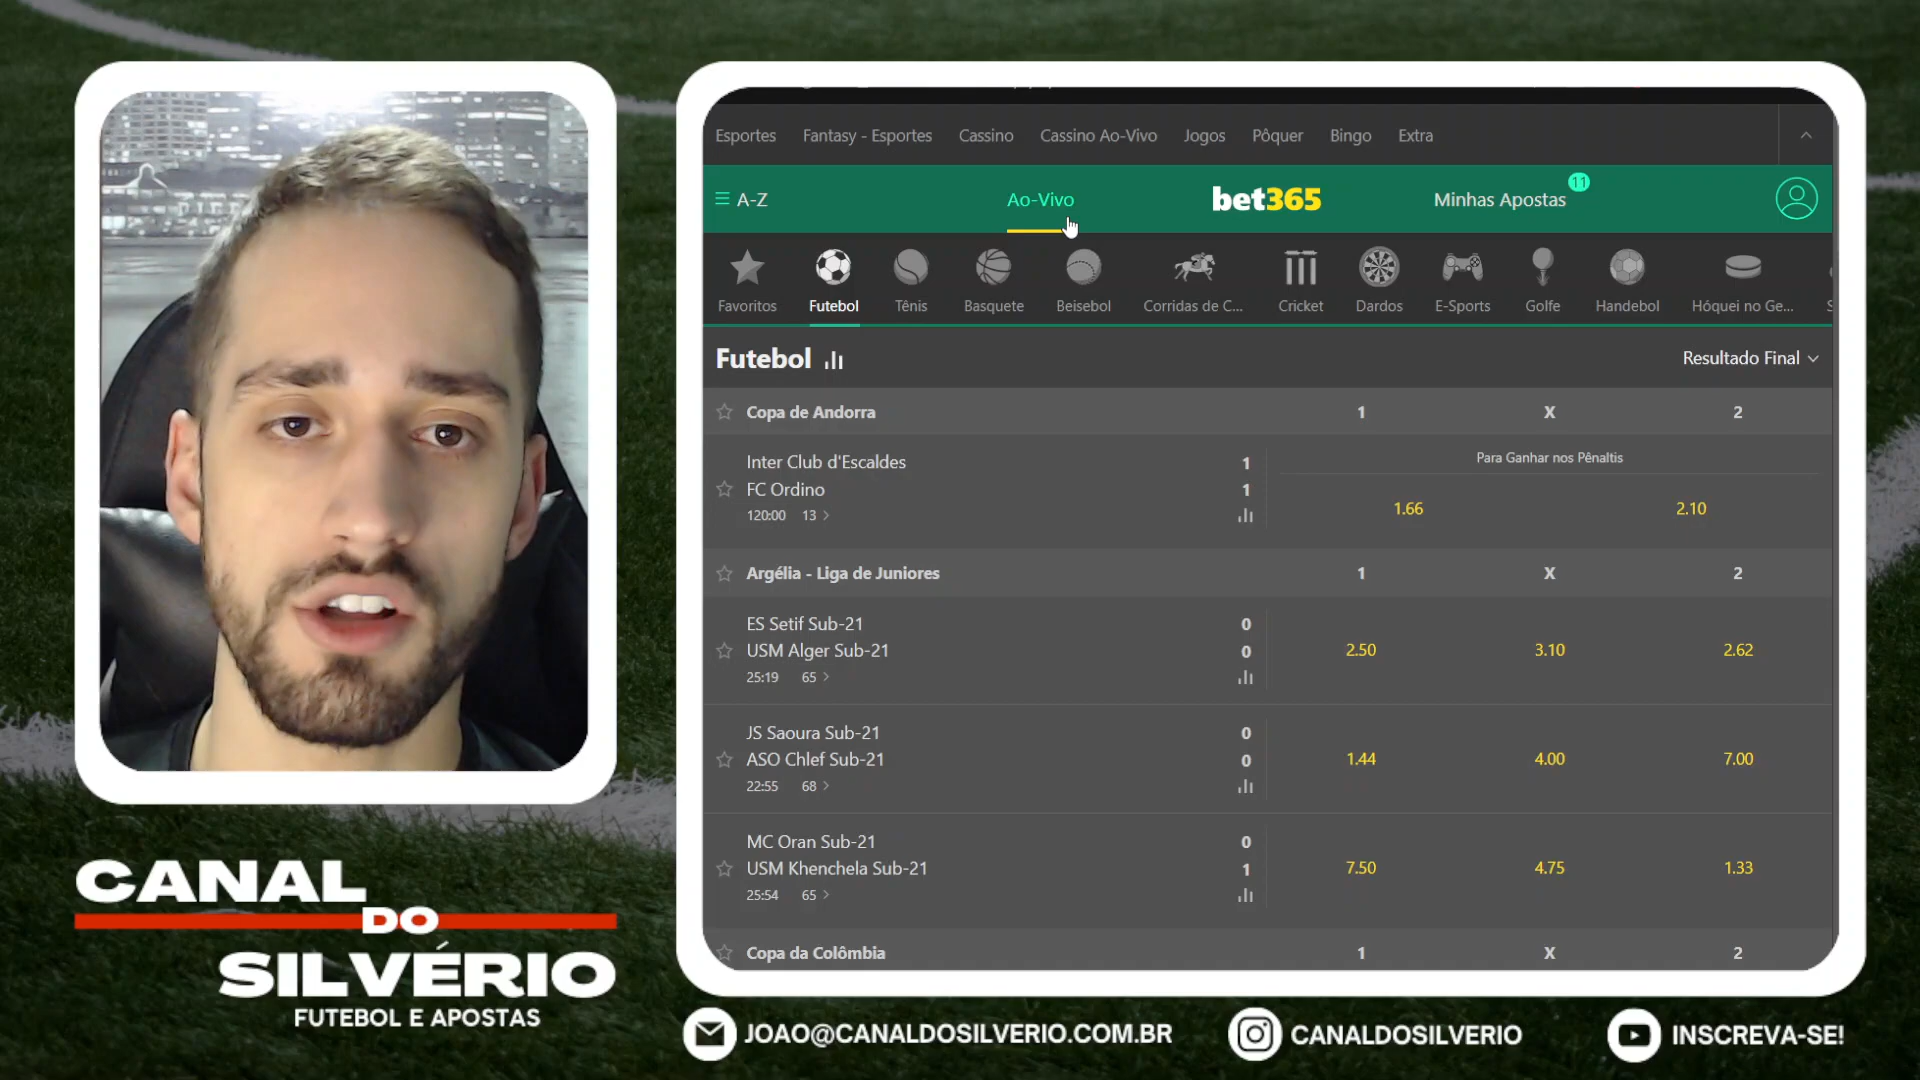 Esportes Fantasy - Esportes Cassino Cassino Ao-Vivo Jogos Pôquer Bingo Extra
A-Z Ao-Vivo bet365 Minhas Apostas 11
Favoritos Futebol Tênis Basquete Beisebol Corridas de C... Cricket Dardos E-Sports Golfe Handebol Hóquei no Ge...
Futebol Resultado Final
Copa de Andorra 1 X 2
Para Ganhar nos Pênaltis
Inter Club d'Escaldes 1
FC Ordino 1
1.66 2.10
120:00 13 >
Argélia - Liga de Juniores 1 X 2
ES Setif Sub-21 0
USM Alger Sub-21 0 2.50 3.10 2.62
25:19 65 >
JS Saoura Sub-21 0
ASO Chlef Sub-21 0 1.44 4.00 7.00
22:55 68 >
MC Oran Sub-21 0
USM Khenchela Sub-21 1 7.50 4.75 1.33
25:54 65 >
Copa da Colômbia 1 X 2
CANAL
DO
SILVÉRIO
FUTEBOL E APOSTAS
JOAO@CANALDOSILVERIO.COM.BR CANALDOSILVERIO INSCREVA-SE!